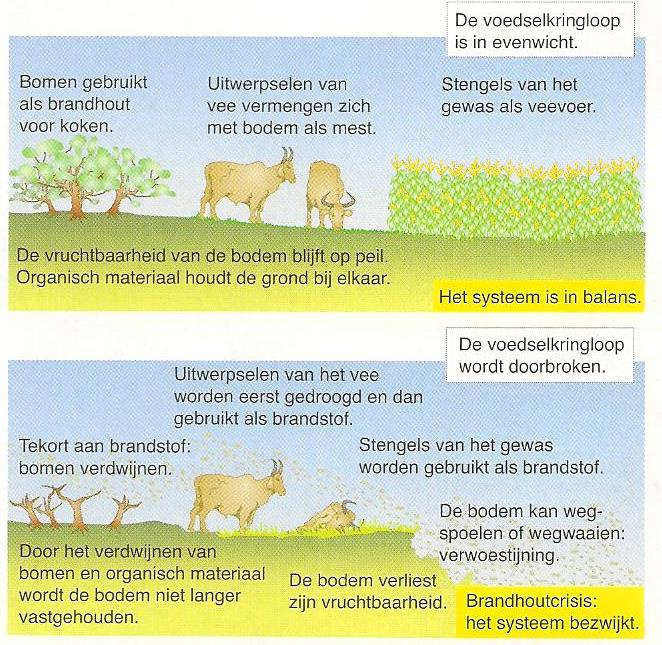 De voedselkringloop
is in evenwicht.
Bomen gebruikt
als brandhout
voor koken.
Uitwerpselen van
vee vermengen zich
met bodem als mest.
Stengels van het
gewas als veevoer.
De vruchtbaarheid van de bodem blijft op peil.
Organisch materiaal houdt de grond bij elkaar.
Het systeem is in balans.
De voedselkringloop
wordt doorbroken.
Uitwerpselen van het vee
worden eerst gedroogd en dan
gebruikt als brandstof.
Tekort aan brandstof:
bomen verdwijnen.
Stengels van het gewas
worden gebruikt als brandstof.
De bodem kan weg-
spoelen of wegwaaien:
verwoestijning.
Door het verdwijnen van
bomen en organisch materiaal
wordt de bodem niet langer
vastgehouden.
De bodem verliest
zijn vruchtbaarheid.
Brandhoutcrisis:
het systeem bezwijkt.